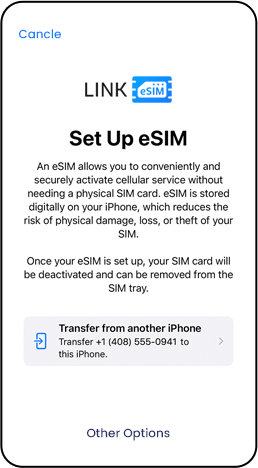 Cancle
LINK eSIM
Set Up eSIM
An eSIM allows you to conveniently and
securely activate cellular service without
needing a physical SIM card. eSIM is stored
digitally on your iPhone, which reduces the
risk of physical damage, loss, or theft of your
SIM.
Once your eSIM is set up, your SIM card will
be deactivated and can be removed from the
SIM tray.
Transfer from another iPhone
Transfer +1 (408) 555-0941 to
this iPhone.
Other Options